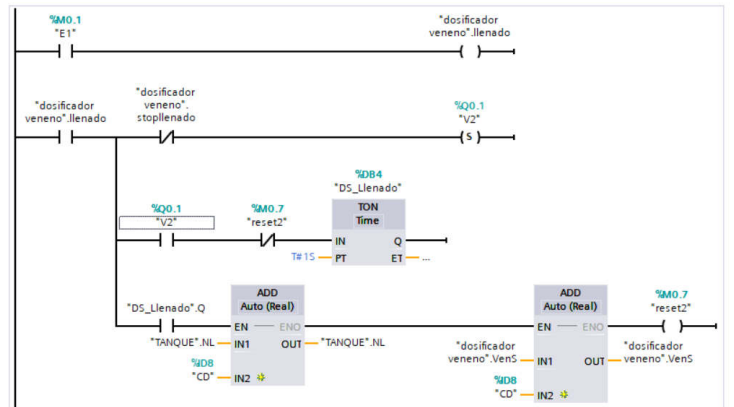 %M0.1
"E1"
"dosificador
veneno".llenado
"dosificador
veneno".llenado
"dosificador
veneno".
stopllenado
%Q0.1
"V2"
S
%DB4
"DS_Llenado"
%Q0.1
"V2"
%M0.7
"reset2"
TON
Time
IN Q
T#1S PT ET ...
"DS_Llenado".Q
ADD
Auto (Real)
EN ENO
"TANQUE".NL IN1 OUT "TANQUE".NL
%ID8
"CD" IN2
ADD
Auto (Real)
EN ENO
"dosificador
veneno".VenS IN1 OUT "dosificador
veneno".VenS
%ID8
"CD" IN2
%M0.7
"reset2"